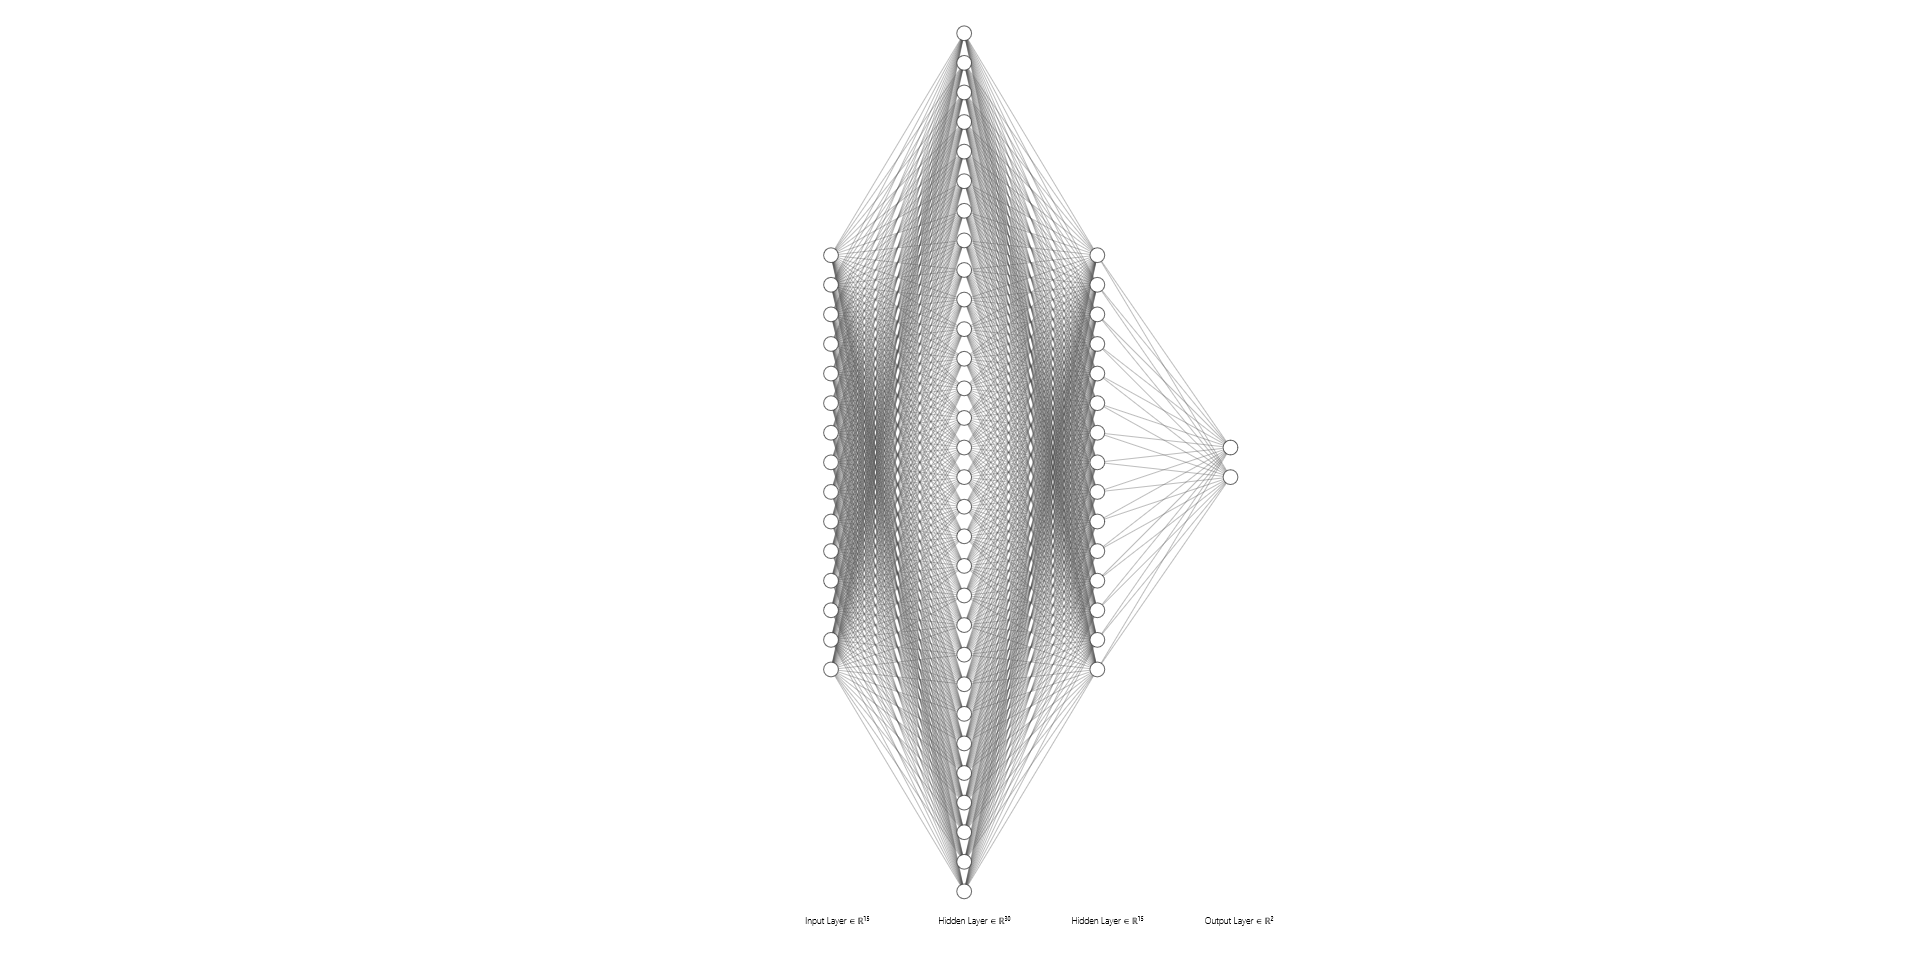 Input Layer ∈ ℝ¹⁵
Hidden Layer ∈ ℝ³⁰
Hidden Layer ∈ ℝ¹⁵
Output Layer ∈ ℝ²